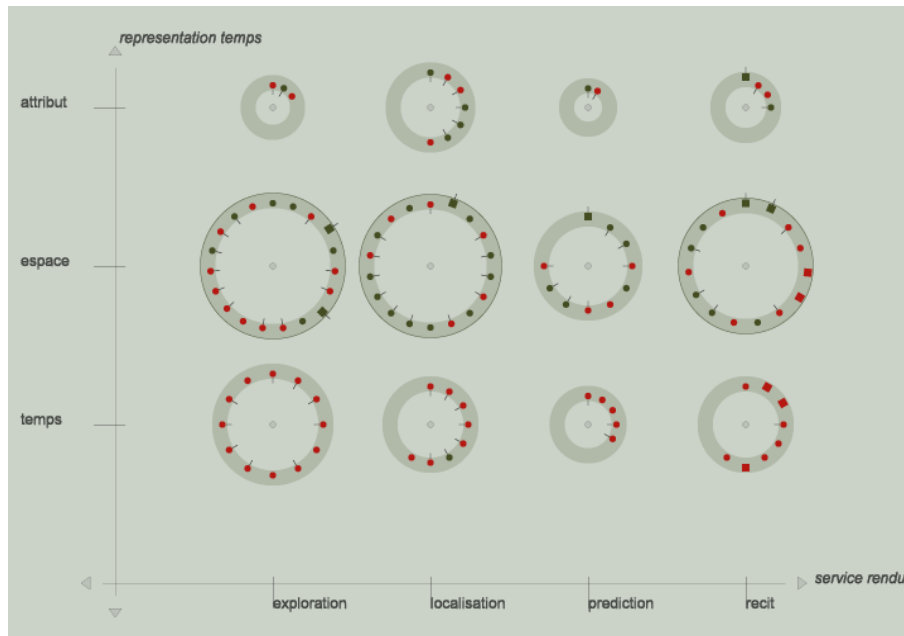 representation temps
attribut
espace
temps
service rendu
exploration
localisation
prediction
recit